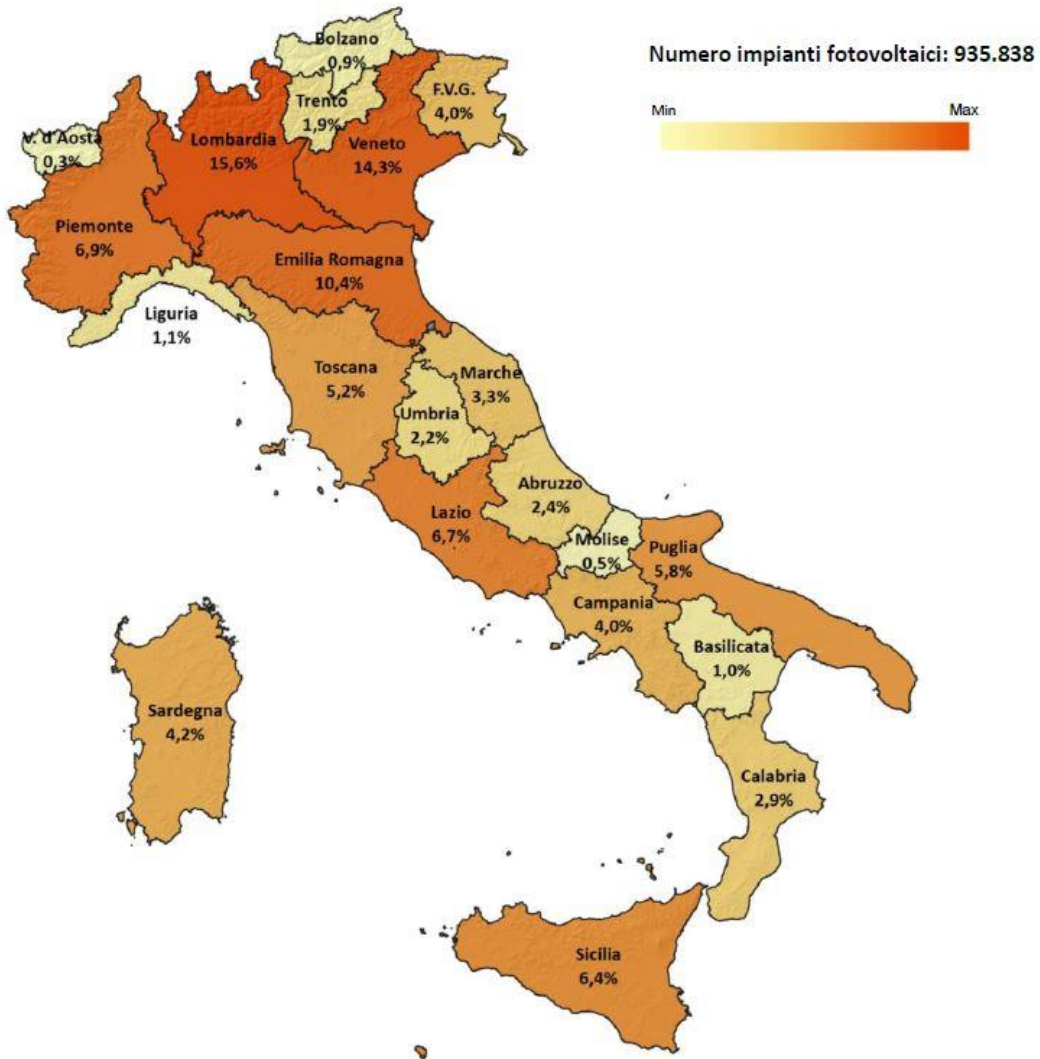 Numero impianti fotovoltaici: 935.838
Min
Max
Bolzano
0,9%
Trento
1,9%
F.V.G.
4,0%
V. d'Aosta
0,3%
Lombardia
15,6%
Veneto
14,3%
Piemonte
6,9%
Emilia Romagna
10,4%
Liguria
1,1%
Toscana
5,2%
Marche
3,3%
Umbria
2,2%
Abruzzo
2,4%
Lazio
6,7%
Molise
0,5%
Puglia
5,8%
Campania
4,0%
Basilicata
1,0%
Sardegna
4,2%
Calabria
2,9%
Sicilia
6,4%